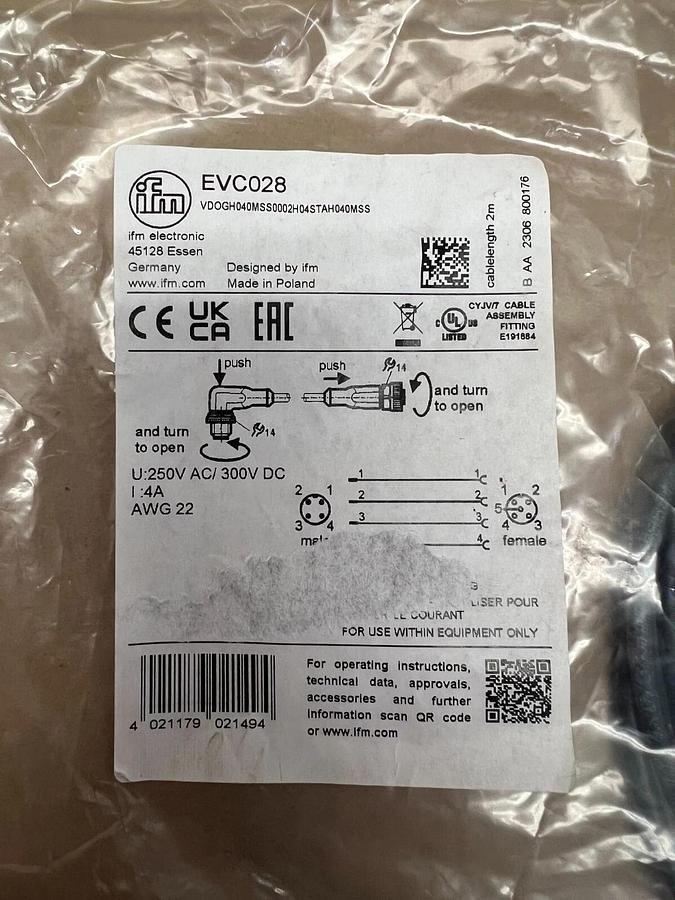 ifm
EVC028
VDOGH040MSS0002H04STAH040MSS
ifm electronic
45128 Essen
Germany
www.ifm.com
Designed by ifm
Made in Poland
cablelength 2m
B AA 2306 800176
CE UK CA EAC
c UL us
LISTED
CYJV/7 CABLE
ASSEMBLY
FITTING
E191684
push
and turn
to open
14
push
14
and turn
to open
U:250V AC/ 300V DC
I :4A
AWG 22
2 1
3 4
1 1
2 2
3 3
4
1 2
5
4 3
female
LISER POUR
LE COURANT
FOR USE WITHIN EQUIPMENT ONLY
4 021179 021494
For operating instructions,
technical data, approvals,
accessories and further
information scan QR code
or www.ifm.com